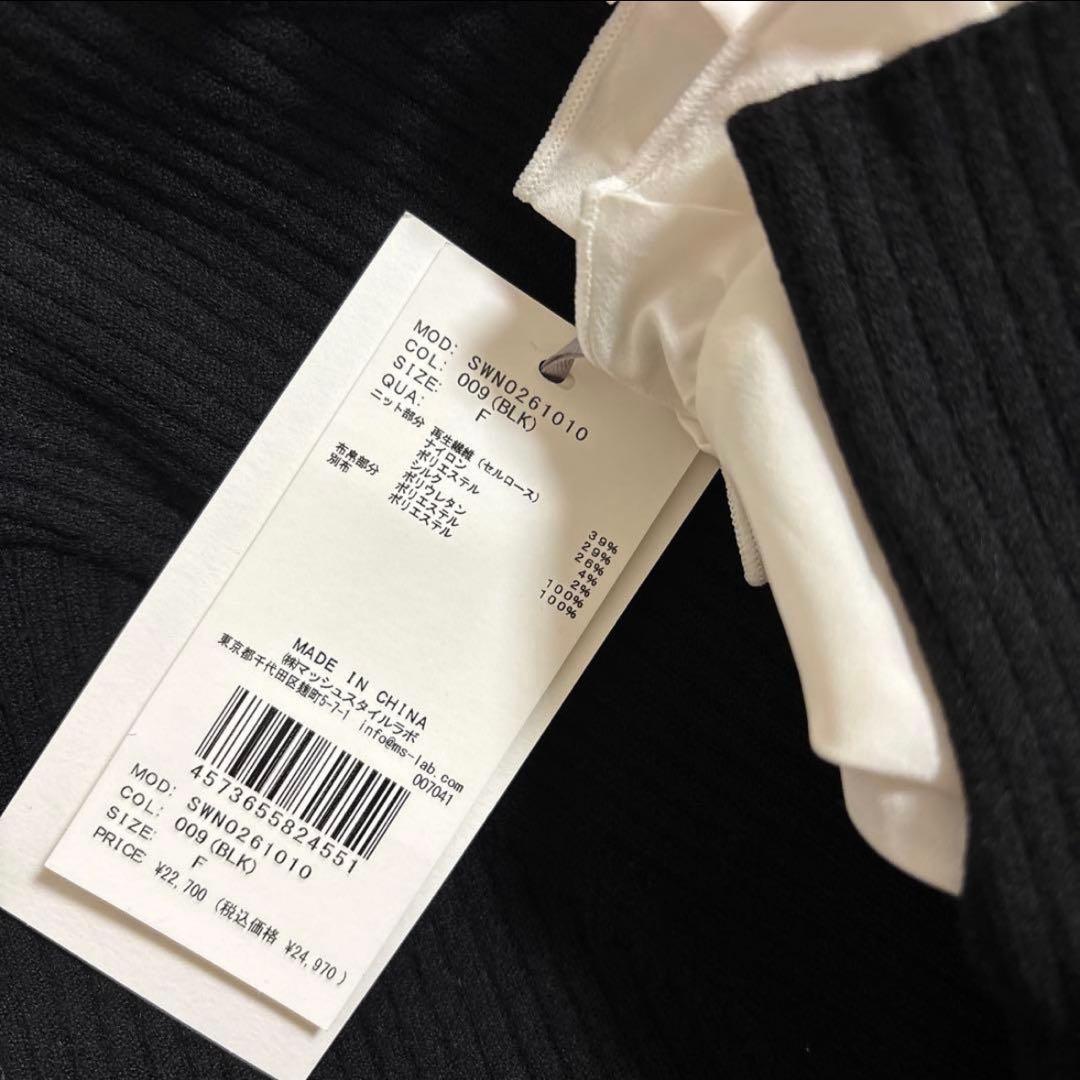 MOD: SWN0261010
COL: 009(BLK)
SIZE: F
QUA:
ニット部分 再生繊維 (セルロース) 39%
ナイロン 29%
ポリエステル 26%
シルク 4%
ポリウレタン 2%
布帛部分 ポリエステル 100%
別布 ポリエステル 100%
MADE IN CHINA
㈱マッシュスタイルラボ
東京都千代田区麹町5-7-1 info@ms-lab.com
007041
4573655824551
MOD: SWN0261010
COL: 009(BLK)
SIZE: F
PRICE: ¥22,700 (税込価格 ¥24,970)